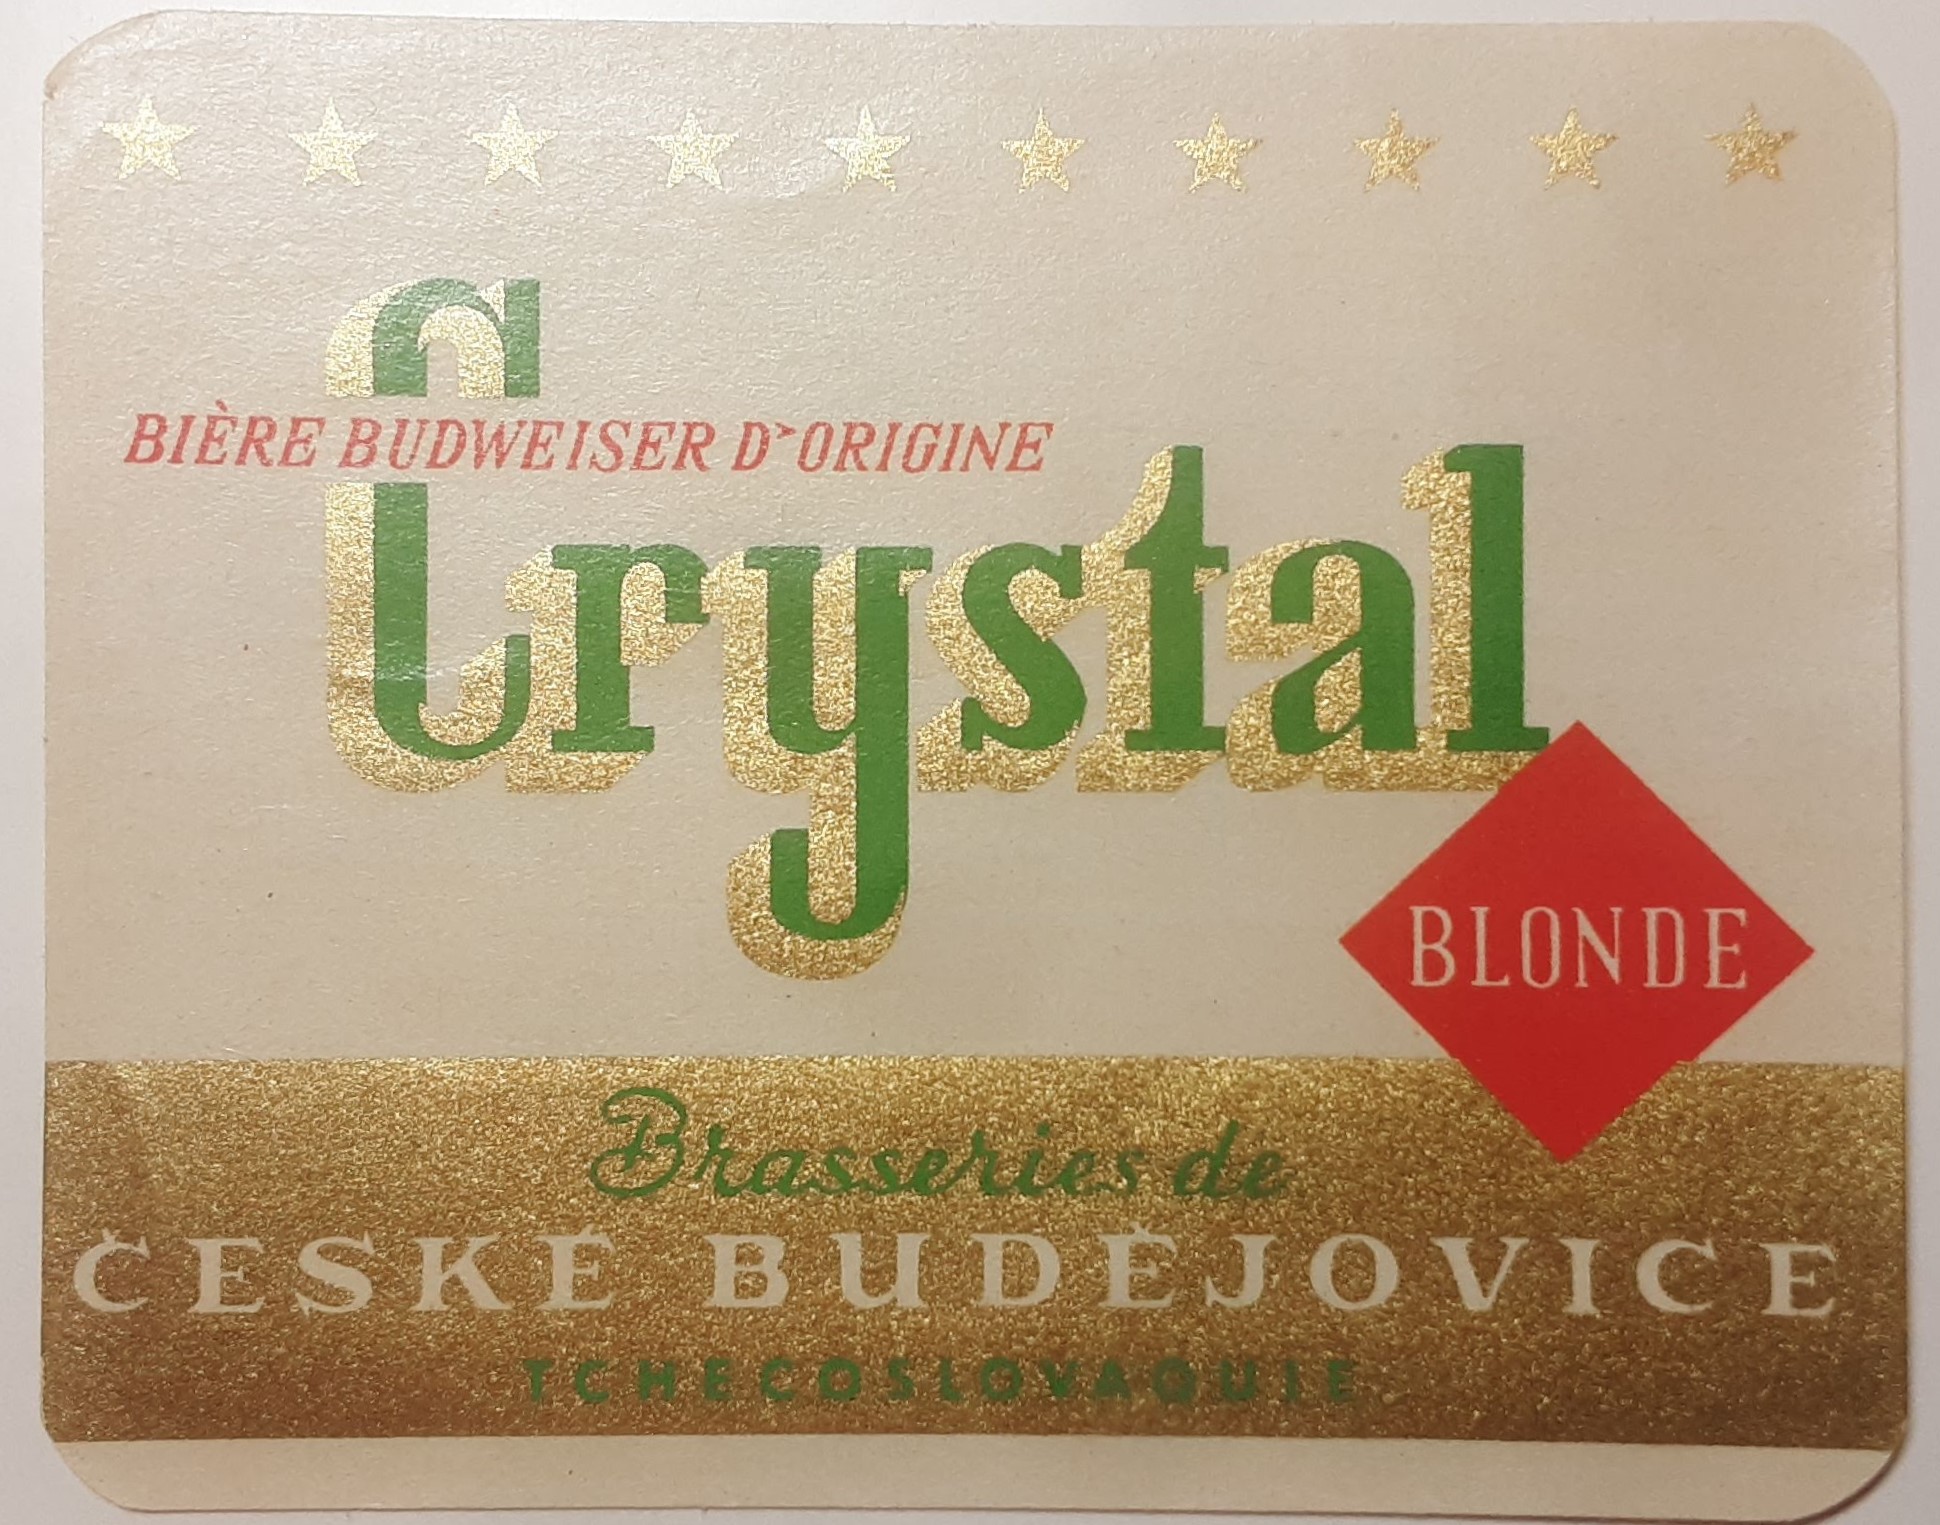 BIÈRE BUDWEISER D'ORIGINE
Crystal
BLONDE
Brasseries de
ČESKÉ BUDĚJOVICE
TCHECOSLOVAQUIE